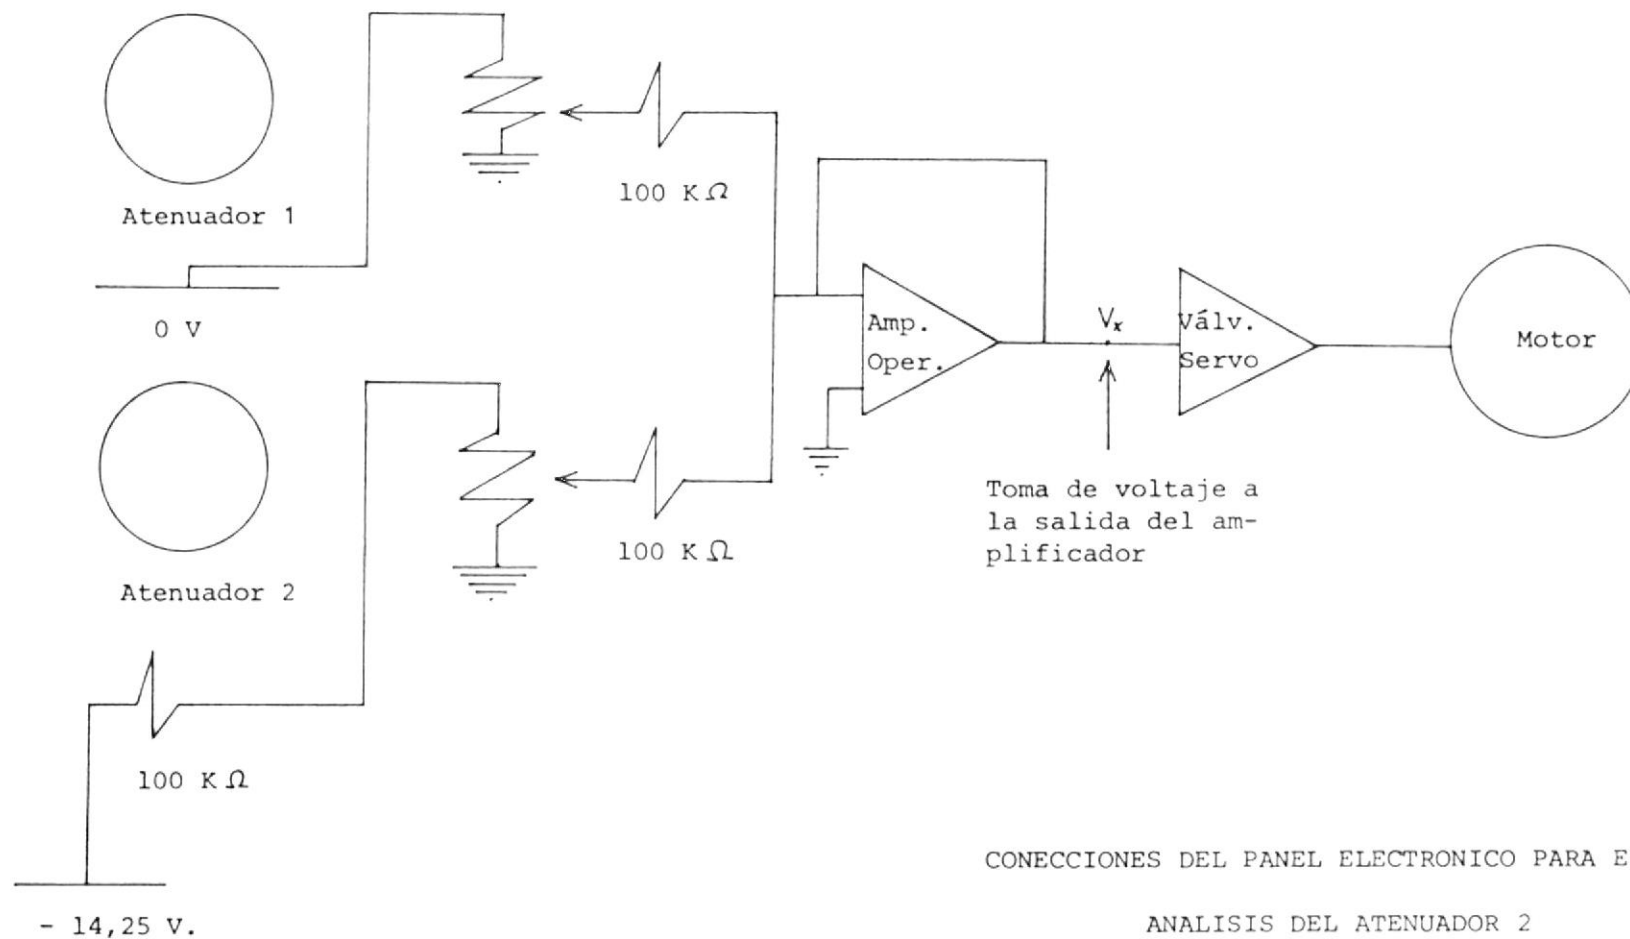 Atenuador 1
0 V
100 K Ω
Amp.
Oper.
Vx
Válv.
Servo
Motor
Atenuador 2
100 K Ω
Toma de voltaje a
la salida del am-
plificador
100 K Ω
- 14,25 V.
CONECCIONES DEL PANEL ELECTRONICO PARA E
ANALISIS DEL ATENUADOR 2